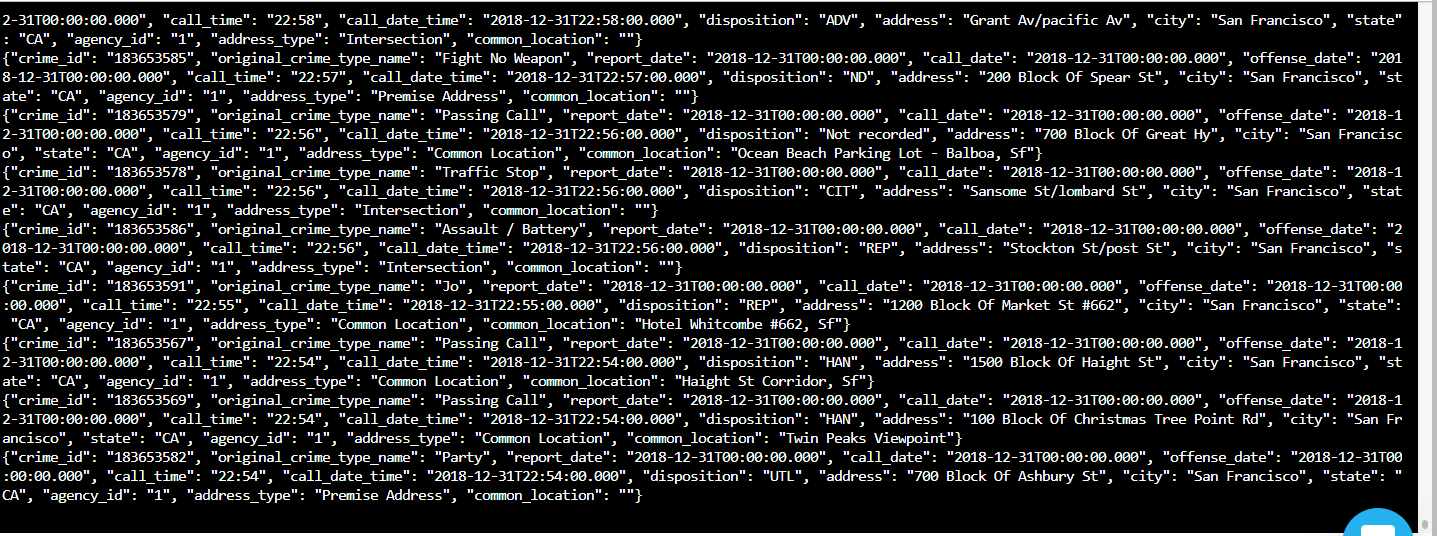 2-31T00:00:00.000", "call_time": "22:58", "call_date_time": "2018-12-31T22:58:00.000", "disposition": "ADV", "address": "Grant Av/pacific Av", "city": "San Francisco", "state"
: "CA", "agency_id": "1", "address_type": "Intersection", "common_location": ""}
{"crime_id": "183653585", "original_crime_type_name": "Fight No Weapon", "report_date": "2018-12-31T00:00:00.000", "call_date": "2018-12-31T00:00:00.000", "offense_date": "201
8-12-31T00:00:00.000", "call_time": "22:57", "call_date_time": "2018-12-31T22:57:00.000", "disposition": "ND", "address": "200 Block Of Spear St", "city": "San Francisco", "st
ate": "CA", "agency_id": "1", "address_type": "Premise Address", "common_location": ""}
{"crime_id": "183653579", "original_crime_type_name": "Passing Call", "report_date": "2018-12-31T00:00:00.000", "call_date": "2018-12-31T00:00:00.000", "offense_date": "2018-1
2-31T00:00:00.000", "call_time": "22:56", "call_date_time": "2018-12-31T22:56:00.000", "disposition": "Not recorded", "address": "700 Block Of Great Hy", "city": "San Francisc
o", "state": "CA", "agency_id": "1", "address_type": "Common Location", "common_location": "Ocean Beach Parking Lot - Balboa, Sf"}
{"crime_id": "183653578", "original_crime_type_name": "Traffic Stop", "report_date": "2018-12-31T00:00:00.000", "call_date": "2018-12-31T00:00:00.000", "offense_date": "2018-1
2-31T00:00:00.000", "call_time": "22:56", "call_date_time": "2018-12-31T22:56:00.000", "disposition": "CIT", "address": "Sansome St/lombard St", "city": "San Francisco", "stat
e": "CA", "agency_id": "1", "address_type": "Intersection", "common_location": ""}
{"crime_id": "183653586", "original_crime_type_name": "Assault / Battery", "report_date": "2018-12-31T00:00:00.000", "call_date": "2018-12-31T00:00:00.000", "offense_date": "2
018-12-31T00:00:00.000", "call_time": "22:56", "call_date_time": "2018-12-31T22:56:00.000", "disposition": "REP", "address": "Stockton St/post St", "city": "San Francisco", "s
tate": "CA", "agency_id": "1", "address_type": "Intersection", "common_location": ""}
{"crime_id": "183653591", "original_crime_type_name": "Jo", "report_date": "2018-12-31T00:00:00.000", "call_date": "2018-12-31T00:00:00.000", "offense_date": "2018-12-31T00:00
:00.000", "call_time": "22:55", "call_date_time": "2018-12-31T22:55:00.000", "disposition": "REP", "address": "1200 Block Of Market St #662", "city": "San Francisco", "state":
"CA", "agency_id": "1", "address_type": "Common Location", "common_location": "Hotel Whitcombe #662, Sf"}
{"crime_id": "183653567", "original_crime_type_name": "Passing Call", "report_date": "2018-12-31T00:00:00.000", "call_date": "2018-12-31T00:00:00.000", "offense_date": "2018-1
2-31T00:00:00.000", "call_time": "22:54", "call_date_time": "2018-12-31T22:54:00.000", "disposition": "HAN", "address": "1500 Block Of Haight St", "city": "San Francisco", "st
ate": "CA", "agency_id": "1", "address_type": "Common Location", "common_location": "Haight St Corridor, Sf"}
{"crime_id": "183653569", "original_crime_type_name": "Passing Call", "report_date": "2018-12-31T00:00:00.000", "call_date": "2018-12-31T00:00:00.000", "offense_date": "2018-1
2-31T00:00:00.000", "call_time": "22:54", "call_date_time": "2018-12-31T22:54:00.000", "disposition": "HAN", "address": "100 Block Of Christmas Tree Point Rd", "city": "San Fr
ancisco", "state": "CA", "agency_id": "1", "address_type": "Common Location", "common_location": "Twin Peaks Viewpoint"}
{"crime_id": "183653582", "original_crime_type_name": "Party", "report_date": "2018-12-31T00:00:00.000", "call_date": "2018-12-31T00:00:00.000", "offense_date": "2018-12-31T00
:00:00.000", "call_time": "22:54", "call_date_time": "2018-12-31T22:54:00.000", "disposition": "UTL", "address": "700 Block Of Ashbury St", "city": "San Francisco", "state": "
CA", "agency_id": "1", "address_type": "Premise Address", "common_location": ""}